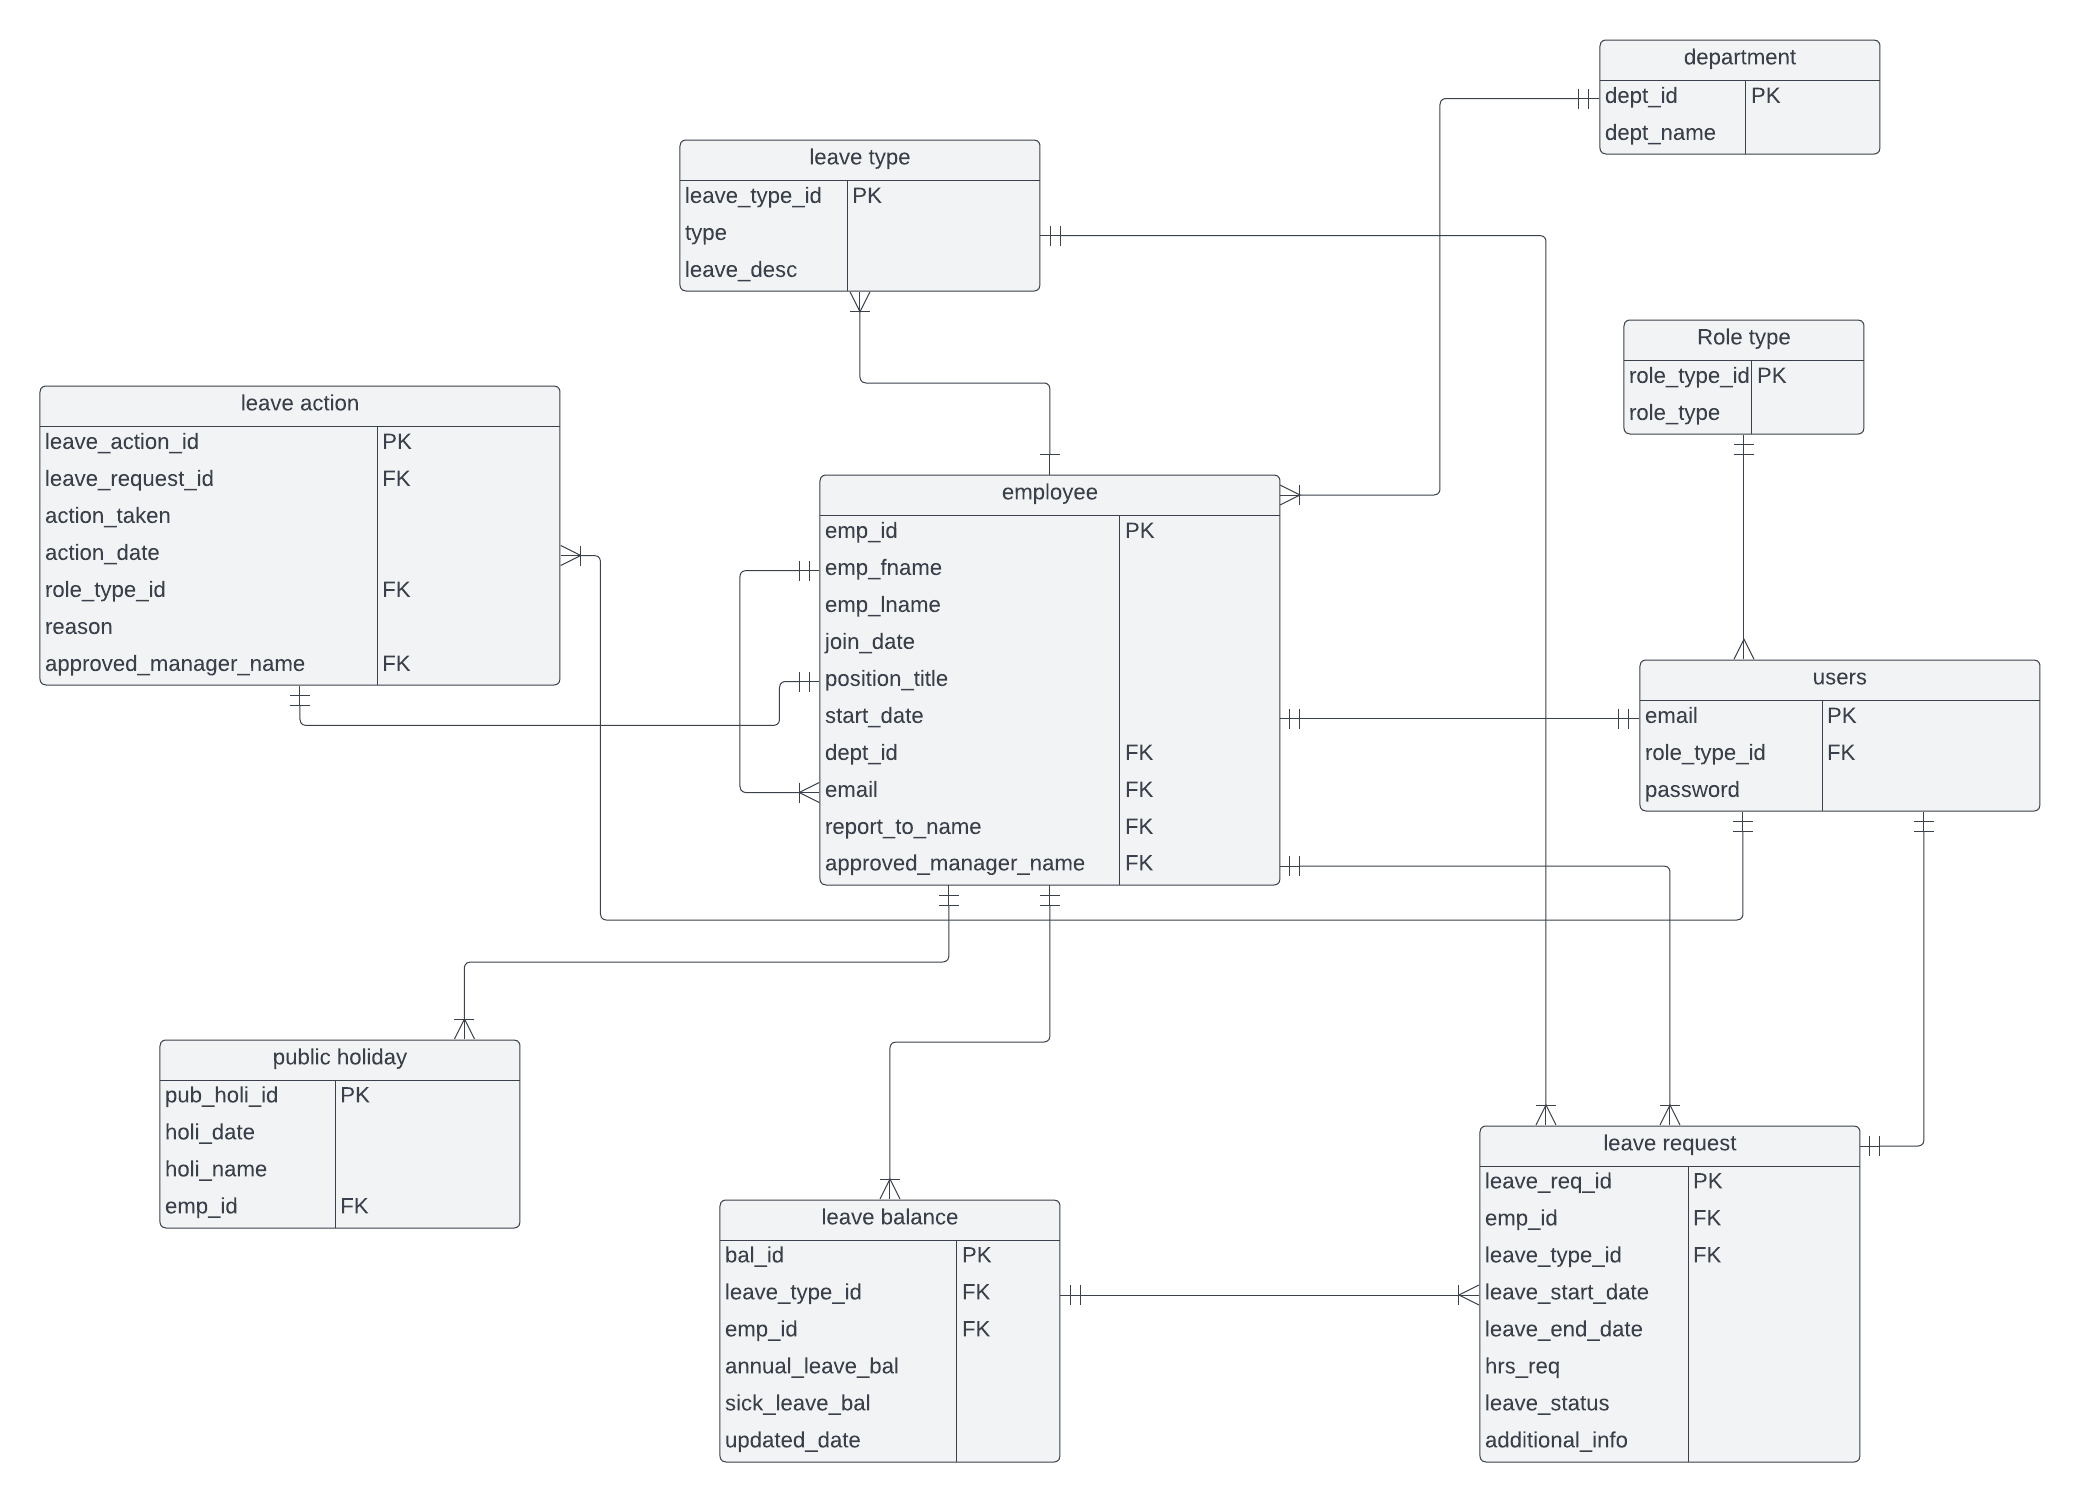 department
dept_id PK
dept_name
leave type
leave_type_id PK
type
leave_desc
Role type
role_type_id PK
role_type
leave action
leave_action_id PK
leave_request_id FK
action_taken
action_date
role_type_id FK
reason
approved_manager_name FK
employee
emp_id PK
emp_fname
emp_lname
join_date
position_title
start_date
dept_id FK
email FK
report_to_name FK
approved_manager_name FK
users
email PK
role_type_id FK
password
public holiday
pub_holi_id PK
holi_date
holi_name
emp_id FK
leave balance
bal_id PK
leave_type_id FK
emp_id FK
annual_leave_bal
sick_leave_bal
updated_date
leave request
leave_req_id PK
emp_id FK
leave_type_id FK
leave_start_date
leave_end_date
hrs_req
leave_status
additional_info